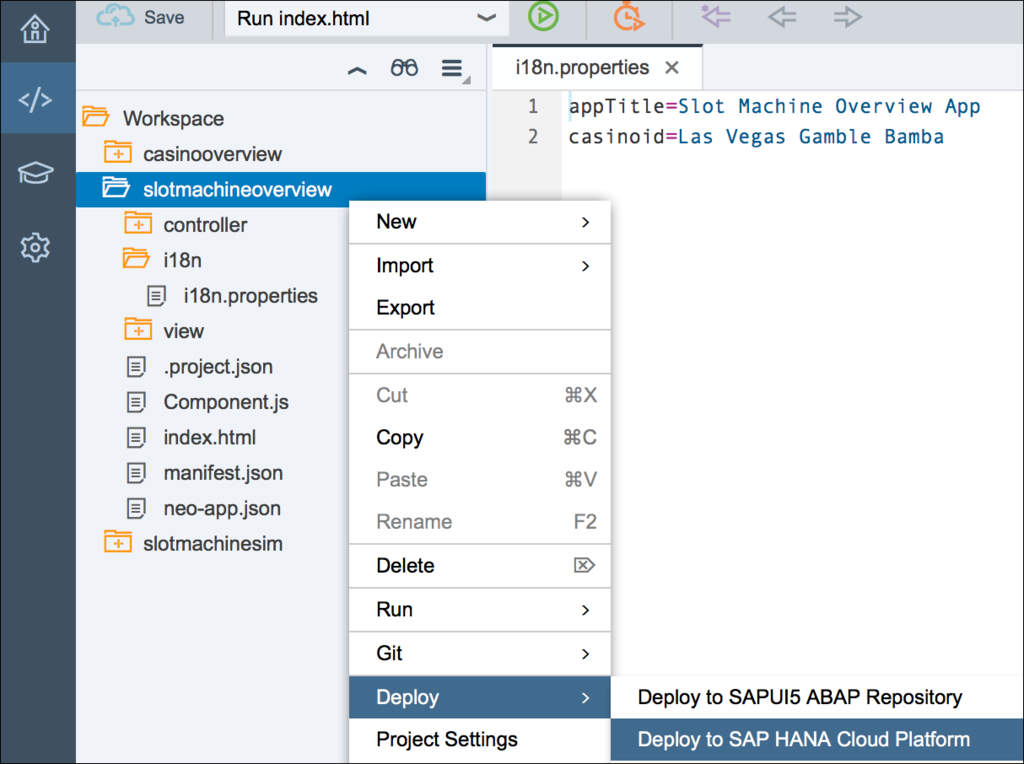 Save
Run index.html
i18n.properties
1 appTitle=Slot Machine Overview App
2 casinoid=Las Vegas Gamble Bamba
Workspace
casinooverview
slotmachineoverview
controller
i18n
i18n.properties
view
.project.json
Component.js
index.html
manifest.json
neo-app.json
slotmachinesim
New
Import
Export
Archive
Cut ⌘X
Copy ⌘C
Paste ⌘V
Rename F2
Delete
Run
Git
Deploy
Project Settings
Deploy to SAPUI5 ABAP Repository
Deploy to SAP HANA Cloud Platform